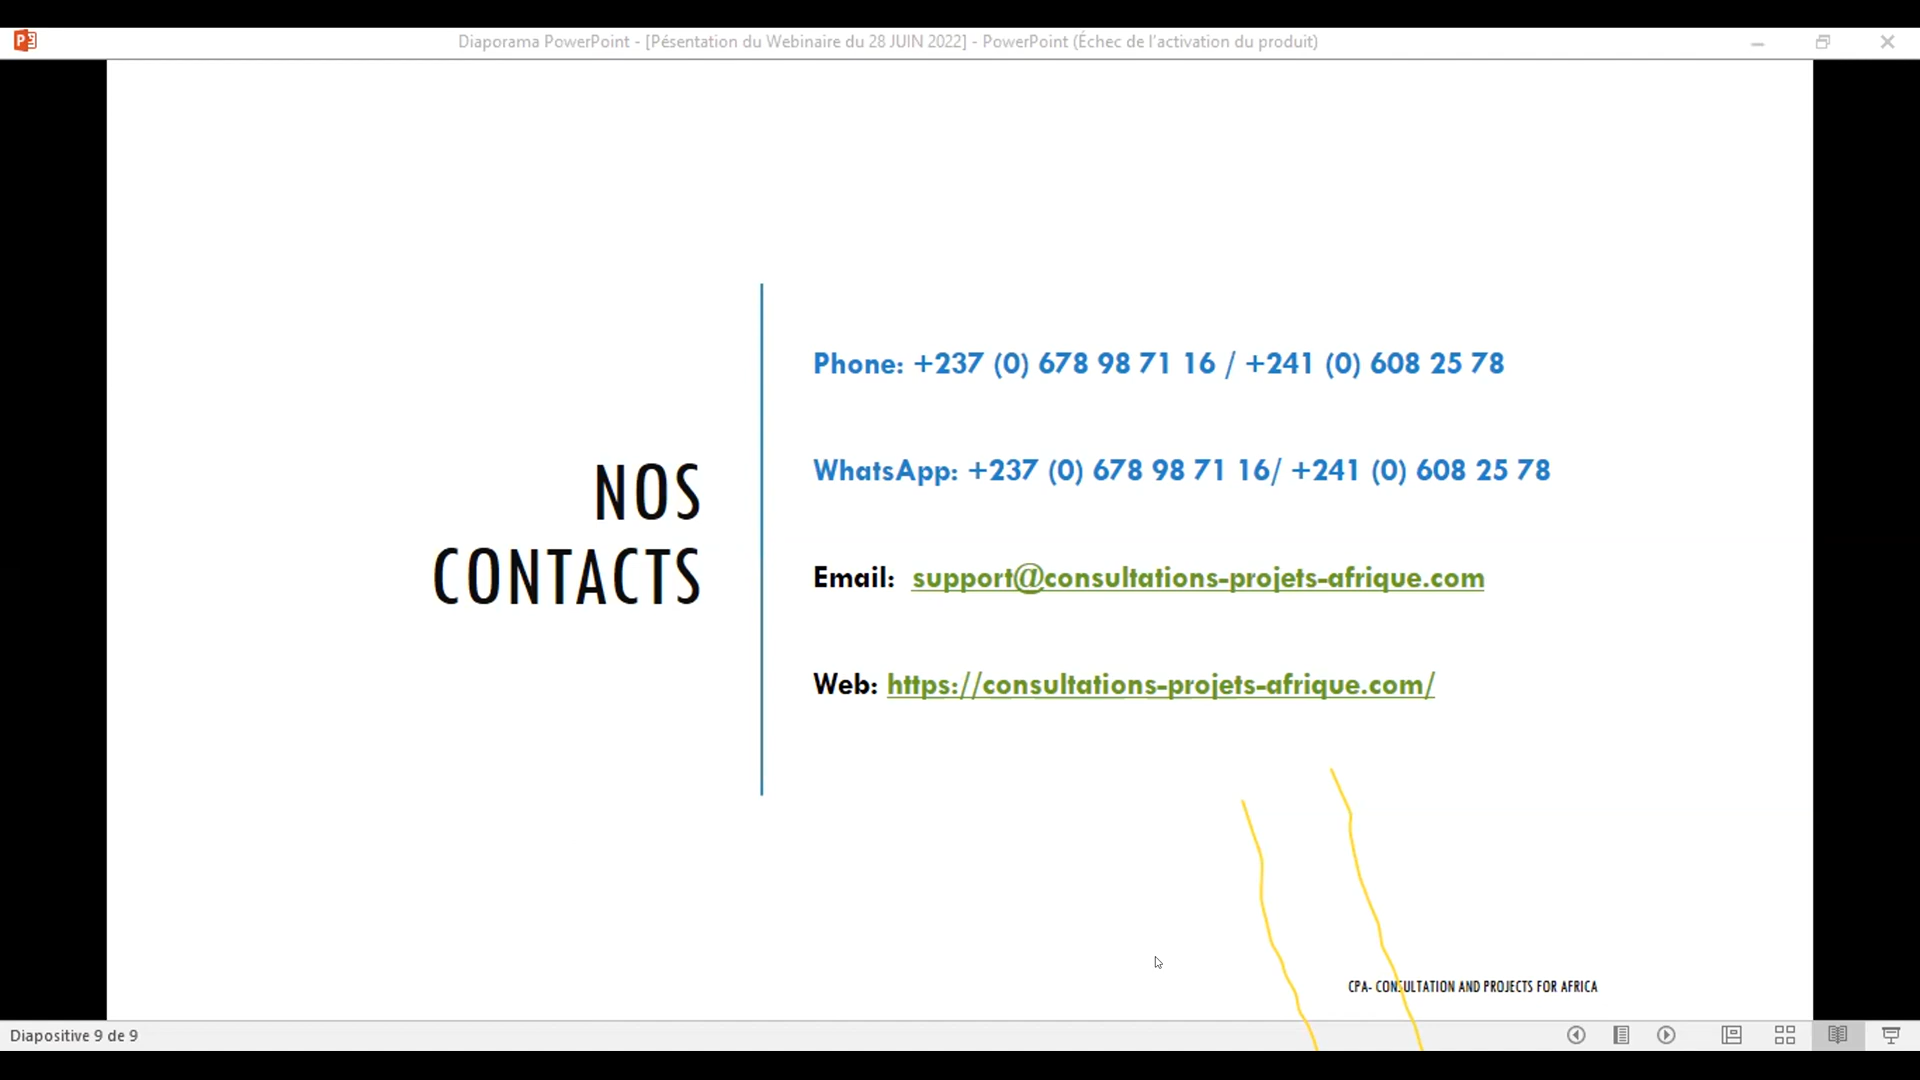 Diaporama PowerPoint - [Pésentation du Webinaire du 28 JUIN 2022] - PowerPoint (Échec de l'activation du produit)
NOS
CONTACTS
Phone: +237 (0) 678 98 71 16 / +241 (0) 608 25 78
WhatsApp: +237 (0) 678 98 71 16/ +241 (0) 608 25 78
Email: support@consultations-projets-afrique.com
Web: https://consultations-projets-afrique.com/
CPA- CONSULTATION AND PROJECTS FOR AFRICA
Diapositive 9 de 9